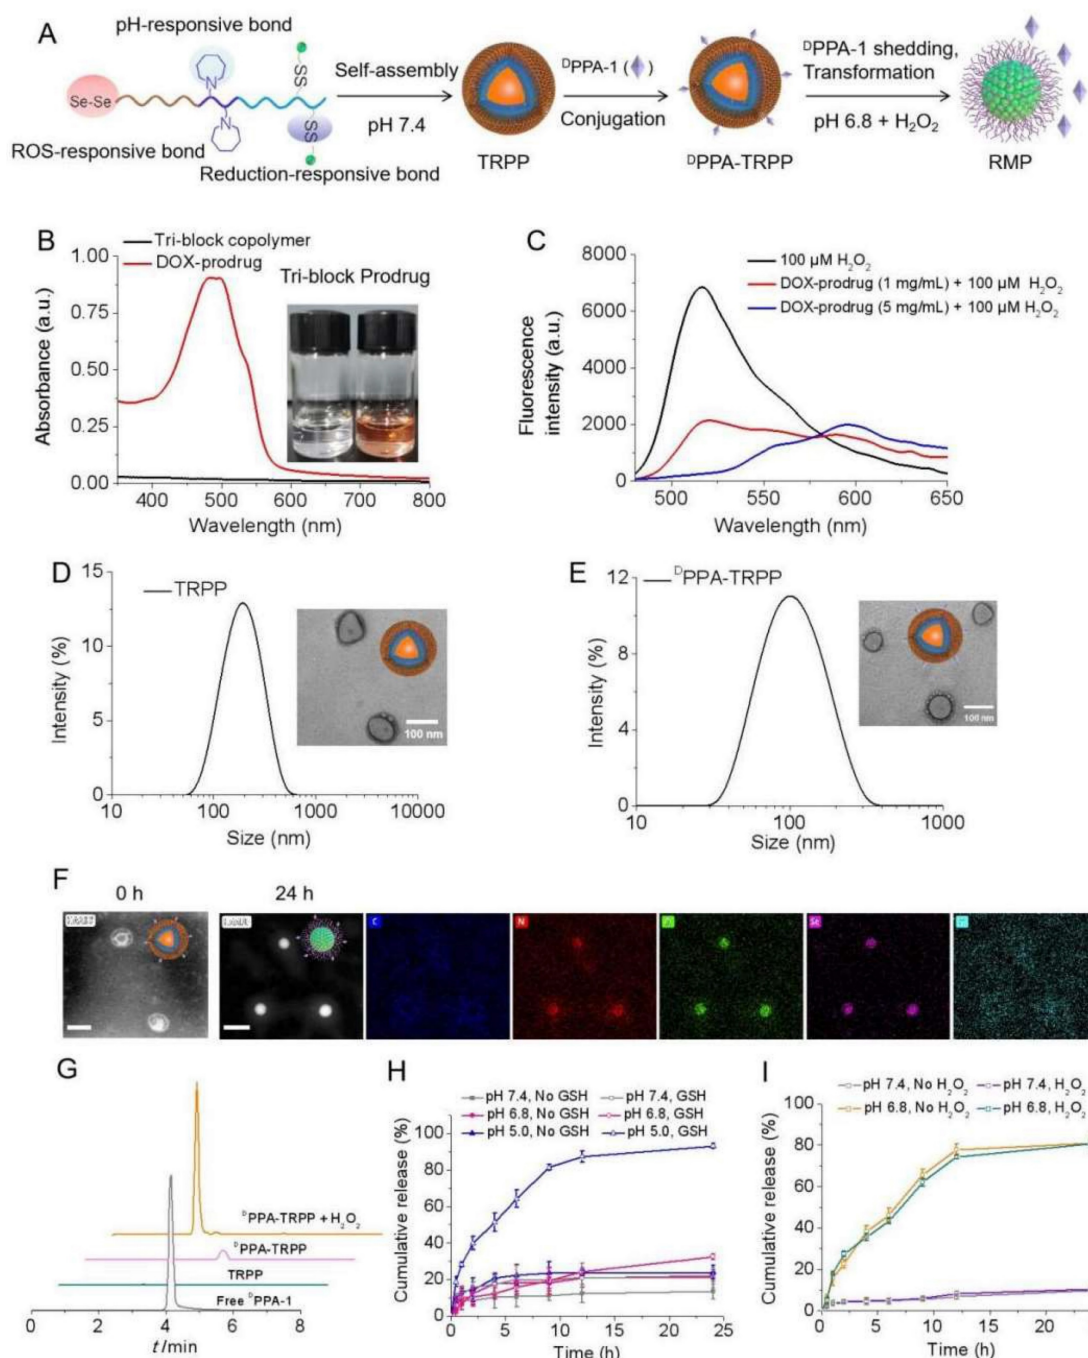 A
pH-responsive bond
Se-Se
SS
SS
ROS-responsive bond
Reduction-responsive bond
Self-assembly
pH 7.4
TRPP
ᴰPPA-1 ( )
Conjugation
ᴰPPA-TRPP
ᴰPPA-1 shedding,
Transformation
pH 6.8 + H₂O₂
RMP
B
Tri-block copolymer
DOX-prodrug
Tri-block Prodrug
Absorbance (a.u.)
1.00
0.75
0.50
0.25
0.00
400 500 600 700 800
Wavelength (nm)
C
100 µM H₂O₂
DOX-prodrug (1 mg/mL) + 100 µM H₂O₂
DOX-prodrug (5 mg/mL) + 100 µM H₂O₂
Fluorescence
intensity (a.u.)
8000
6000
4000
2000
0
500 550 600 650
Wavelength (nm)
D
TRPP
Intensity (%)
15
10
5
0
10 100 1000 10000
Size (nm)
100 nm
E
ᴰPPA-TRPP
Intensity (%)
12
8
4
0
10 100 1000
Size (nm)
100 nm
F
0 h
24 h
C
N
Se
G
ᴰPPA-TRPP + H₂O₂
ᴰPPA-TRPP
TRPP
Free ᴰPPA-1
0 2 4 6 8
t/min
H
pH 7.4, No GSH
pH 7.4, GSH
pH 6.8, No GSH
pH 6.8, GSH
pH 5.0, No GSH
pH 5.0, GSH
Cumulative release (%)
100
80
60
40
20
0
0 5 10 15 20 25
Time (h)
I
pH 7.4, No H₂O₂
pH 7.4, H₂O₂
pH 6.8, No H₂O₂
pH 6.8, H₂O₂
Cumulative release (%)
100
80
60
40
20
0
0 5 10 15 20
Time (h)